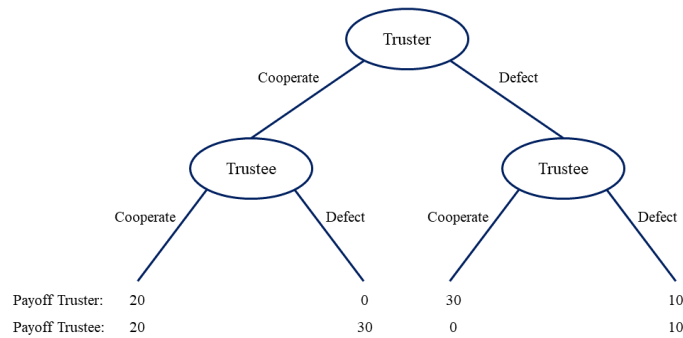 Truster
Cooperate Defect
Trustee Trustee
Cooperate Defect Cooperate Defect
Payoff Truster: 20 0 30 10
Payoff Trustee: 20 30 0 10